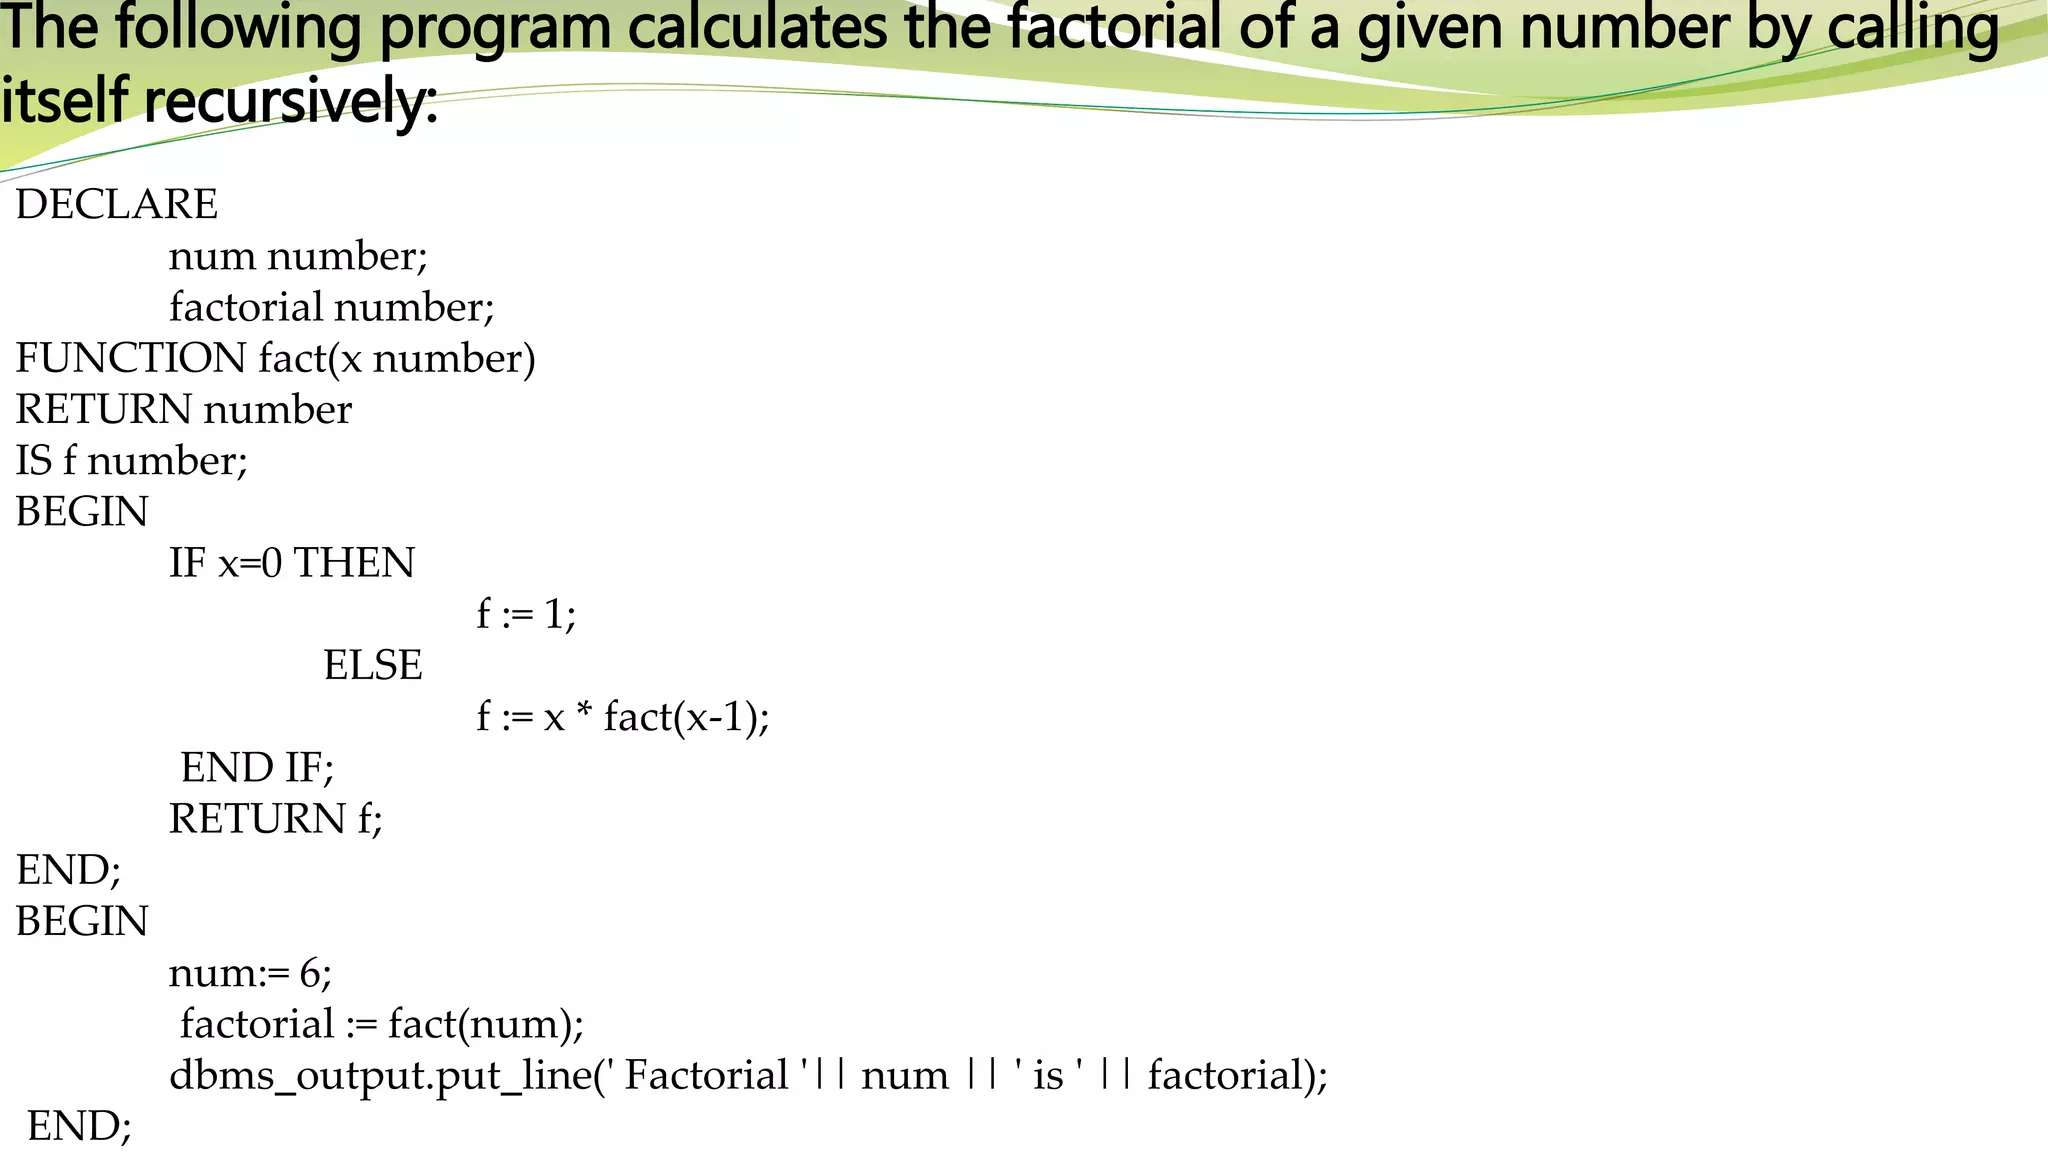 The following program calculates the factorial of a given number by calling
itself recursively:
DECLARE
num number;
factorial number;
FUNCTION fact(x number)
RETURN number
IS f number;
BEGIN
IF x=0 THEN
f := 1;
ELSE
f := x * fact(x-1);
END IF;
RETURN f;
END;
BEGIN
num:= 6;
factorial := fact(num);
dbms_output.put_line(' Factorial '|| num || ' is ' || factorial);
END;